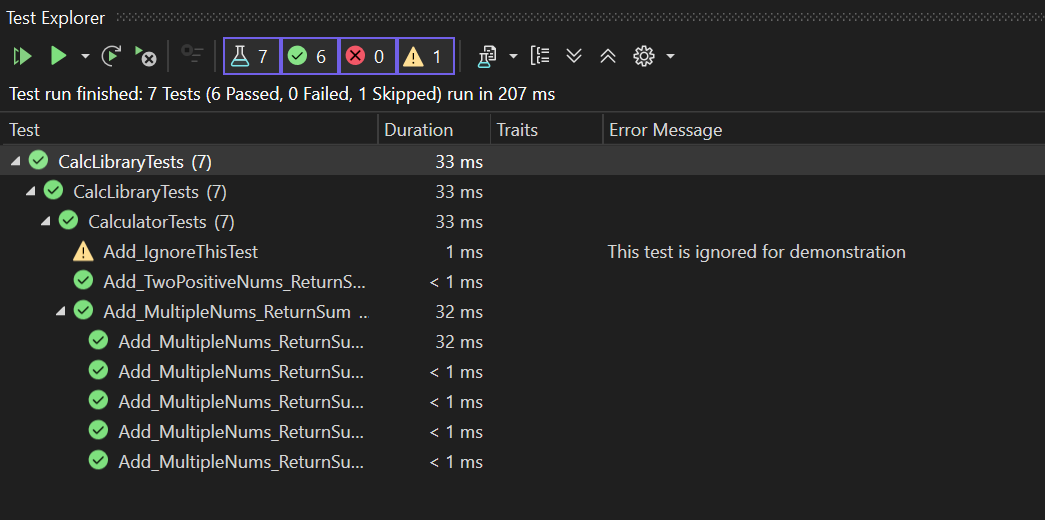 Test Explorer
7 6 0 1
Test run finished: 7 Tests (6 Passed, 0 Failed, 1 Skipped) run in 207 ms
Test Duration Traits Error Message
CalcLibraryTests (7) 33 ms
CalcLibraryTests (7) 33 ms
CalculatorTests (7) 33 ms
Add_IgnoreThisTest 1 ms This test is ignored for demonstration
Add_TwoPositiveNums_ReturnS... < 1 ms
Add_MultipleNums_ReturnSum ... 32 ms
Add_MultipleNums_ReturnSu... 32 ms
Add_MultipleNums_ReturnSu... < 1 ms
Add_MultipleNums_ReturnSu... < 1 ms
Add_MultipleNums_ReturnSu... < 1 ms
Add_MultipleNums_ReturnSu... < 1 ms